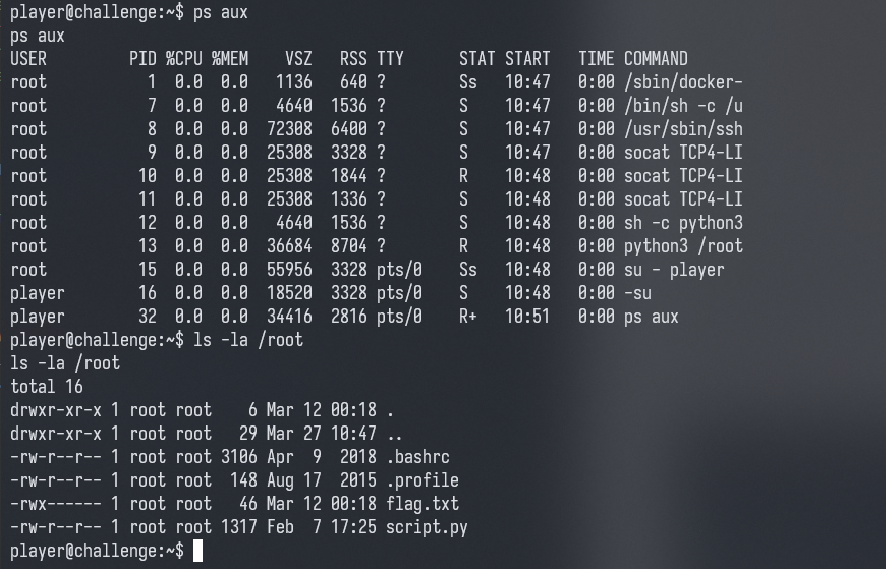 player@challenge:~$ ps aux
ps aux
USER       PID %CPU %MEM    VSZ   RSS TTY      STAT START   TIME COMMAND
root         1  0.0  0.0   1136   640 ?        Ss   10:47   0:00 /sbin/docker-
root         7  0.0  0.0   4640  1536 ?        S    10:47   0:00 /bin/sh -c /u
root         8  0.0  0.0  72308  6400 ?        S    10:47   0:00 /usr/sbin/ssh
root         9  0.0  0.0  25308  3328 ?        S    10:47   0:00 socat TCP4-LI
root        10  0.0  0.0  25308  1844 ?        R    10:48   0:00 socat TCP4-LI
root        11  0.0  0.0  25308  1336 ?        S    10:48   0:00 socat TCP4-LI
root        12  0.0  0.0   4640  1536 ?        S    10:48   0:00 sh -c python3
root        13  0.0  0.0  36684  8704 ?        R    10:48   0:00 python3 /root
root        15  0.0  0.0  55956  3328 pts/0    Ss   10:48   0:00 su - player
player      16  0.0  0.0  18520  3328 pts/0    S    10:48   0:00 -su
player      32  0.0  0.0  34416  2816 pts/0    R+   10:51   0:00 ps aux
player@challenge:~$ ls -la /root
ls -la /root
total 16
drwxr-xr-x 1 root root    6 Mar 12 00:18 .
drwxr-xr-x 1 root root   29 Mar 27 10:47 ..
-rw-r--r-- 1 root root 3106 Apr  9  2018 .bashrc
-rw-r--r-- 1 root root  148 Aug 17  2015 .profile
-rwx------ 1 root root   46 Mar 12 00:18 flag.txt
-rw-r--r-- 1 root root 1317 Feb  7 17:25 script.py
player@challenge:~$